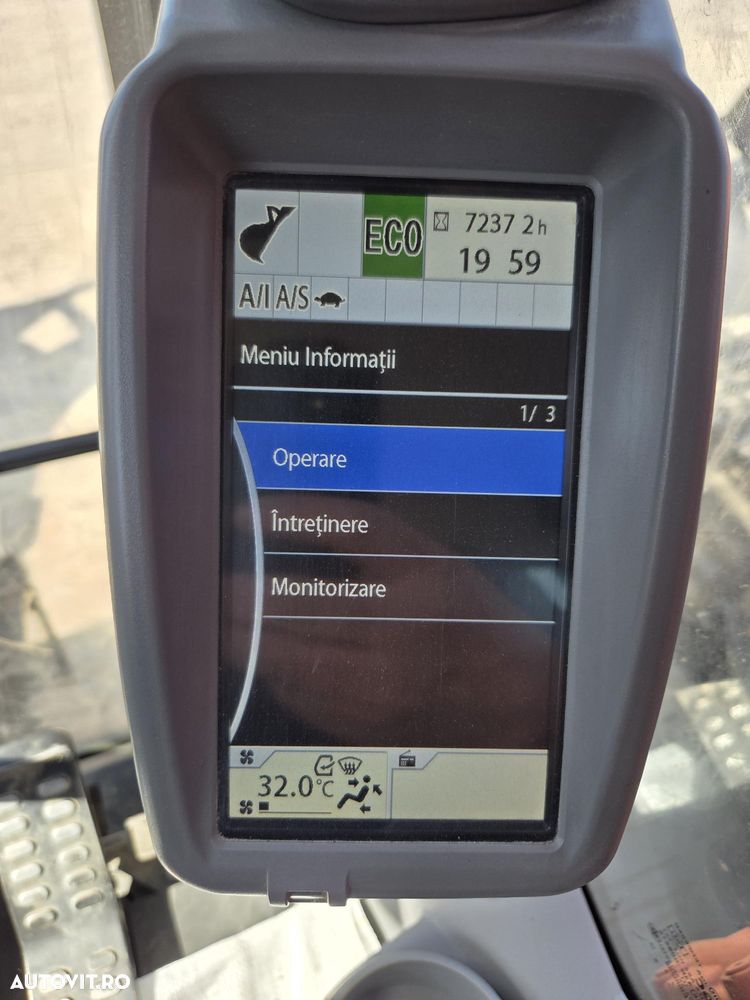 ECO
7237 2h
19 59
A/I A/S
Meniu Informații
1/ 3
Operare
Întreținere
Monitorizare
32.0°C
AUTOVIT.RO